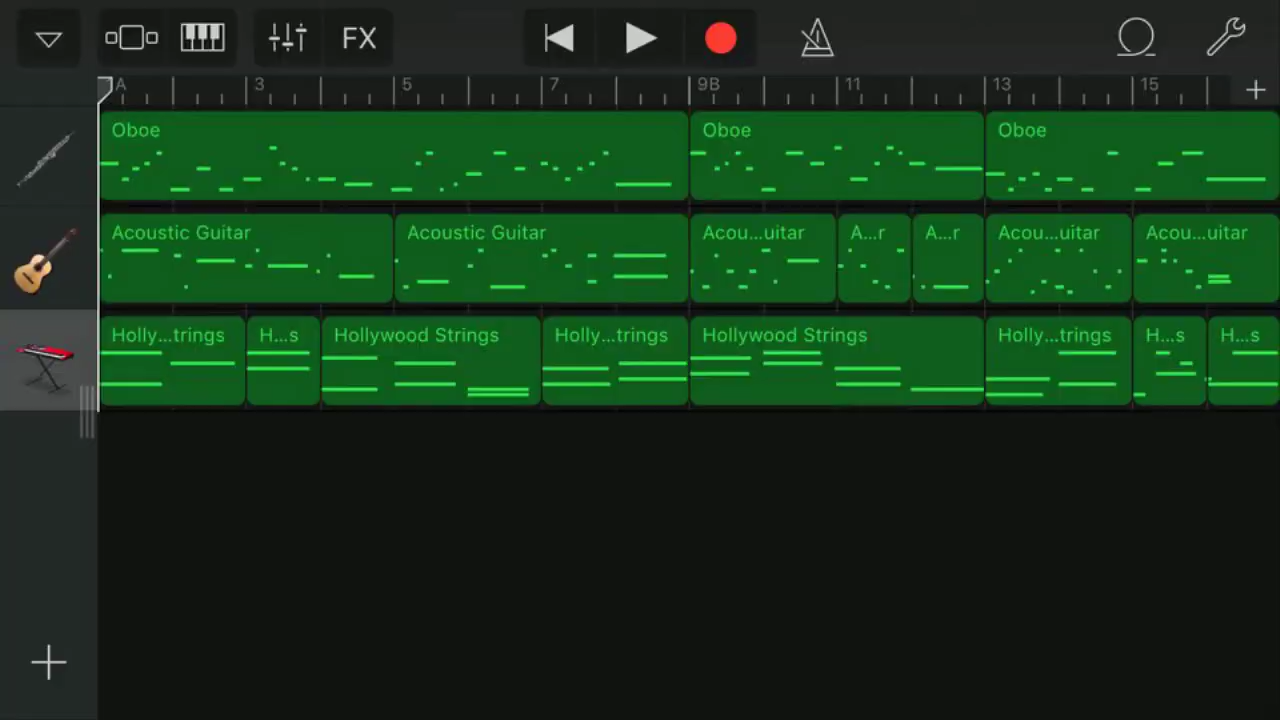 FX
A 3 5 7 9B 11 13 15
Oboe Oboe Oboe
Acoustic Guitar Acoustic Guitar Acou...uitar A...r A...r Acou...uitar Acou...uitar
Holly...trings H...s Hollywood Strings Holly...trings Hollywood Strings Holly...trings H...s H...s